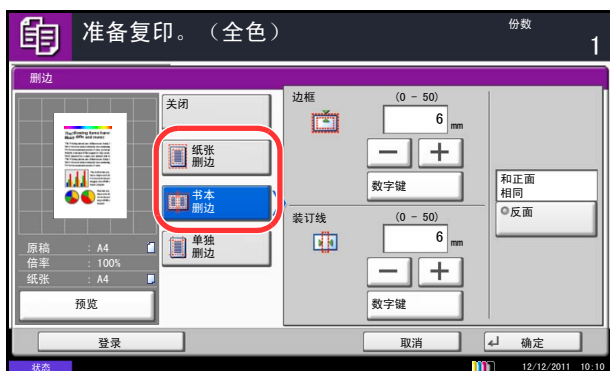 准备复印。（全色）
份数
1
删边
关闭
纸张
删边
书本
删边
单独
删边
边框
(0 - 50)
6 mm
数字键
装订线
(0 - 50)
6 mm
数字键
和正面
相同
反面
原稿 : A4
倍率 : 100%
纸张 : A4
预览
登录
取消
确定
状态
12/12/2011 10:10